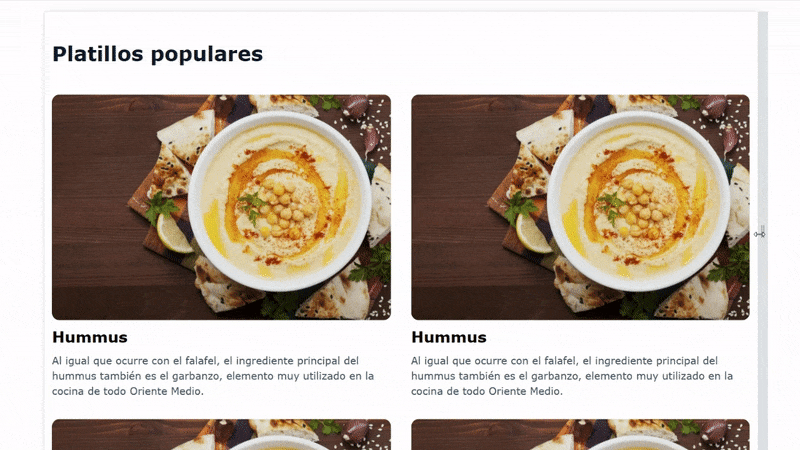 Platillos populares
Hummus
Al igual que ocurre con el falafel, el ingrediente principal del
hummus también es el garbanzo, elemento muy utilizado en la
cocina de todo Oriente Medio.
Hummus
Al igual que ocurre con el falafel, el ingrediente principal del
hummus también es el garbanzo, elemento muy utilizado en la
cocina de todo Oriente Medio.